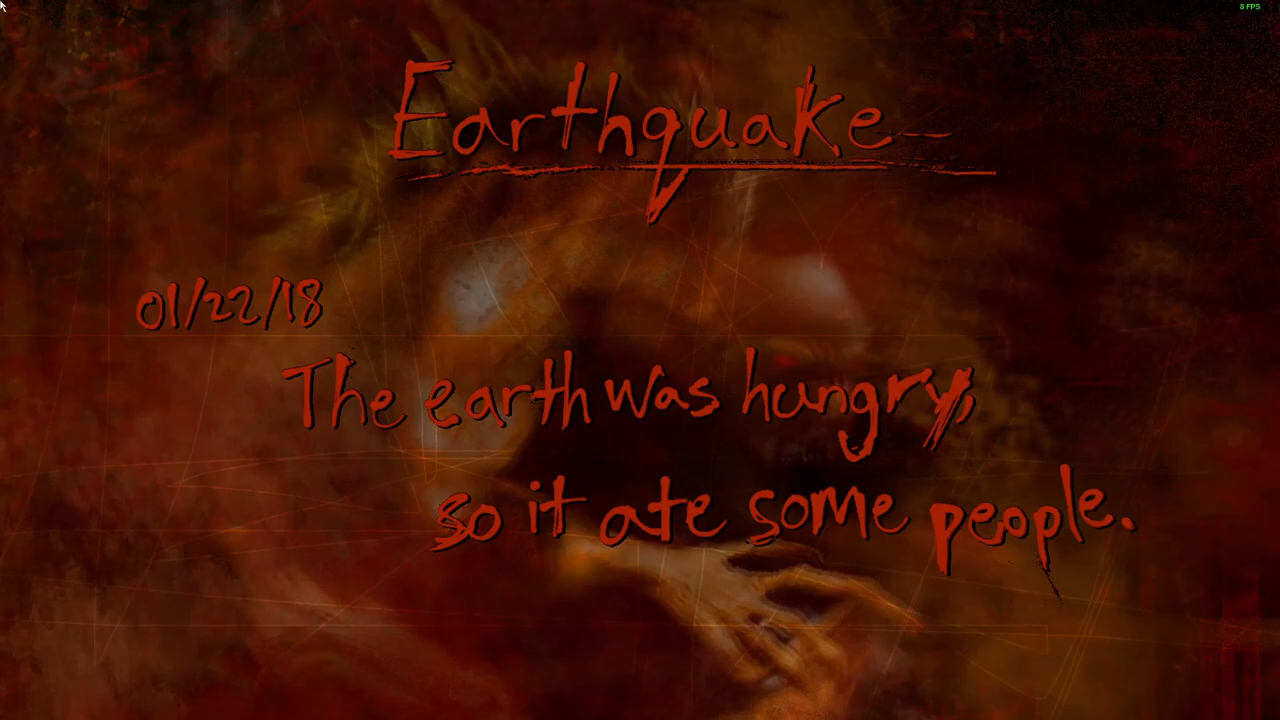 8 FPS
Earthquake
01/22/18
The earth was hungry,
so it ate some people.